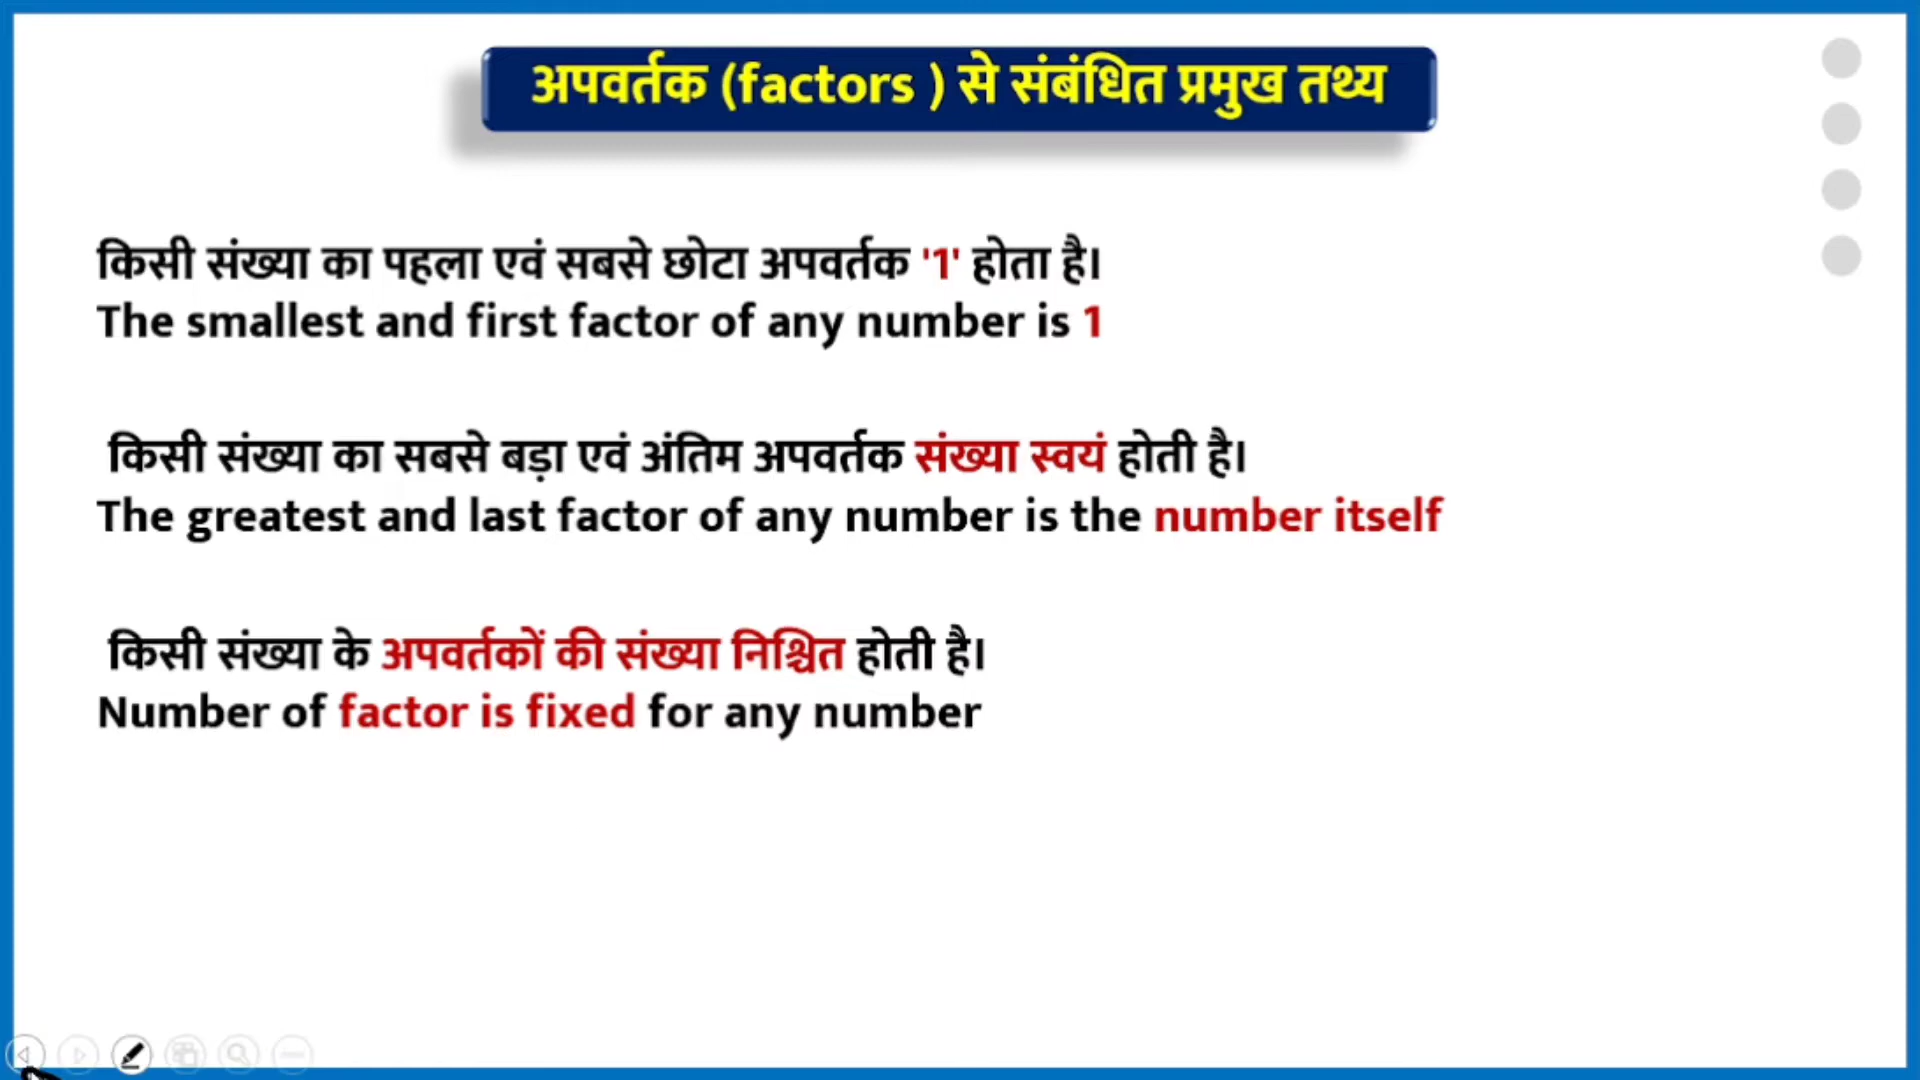 अपवर्तक (factors ) से संबंधित प्रमुख तथ्य
किसी संख्या का पहला एवं सबसे छोटा अपवर्तक '1' होता है।
The smallest and first factor of any number is 1
किसी संख्या का सबसे बड़ा एवं अंतिम अपवर्तक संख्या स्वयं होती है।
The greatest and last factor of any number is the number itself
किसी संख्या के अपवर्तकों की संख्या निश्चित होती है।
Number of factor is fixed for any number